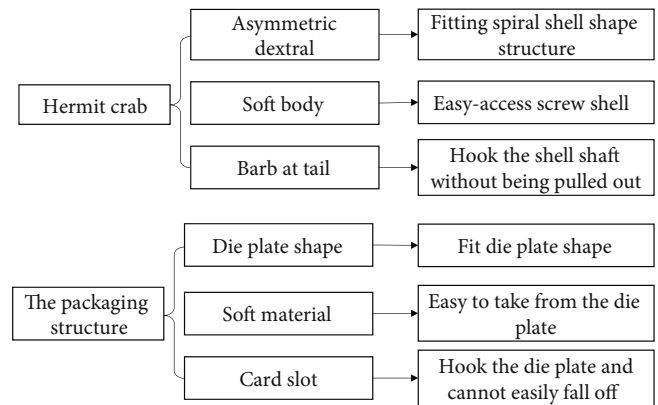 Hermit crab
Asymmetric
dextral
Fitting spiral shell shape
structure
Soft body
Easy-access screw shell
Barb at tail
Hook the shell shaft
without being pulled out
The packaging
structure
Die plate shape
Fit die plate shape
Soft material
Easy to take from the die
plate
Card slot
Hook the die plate and
cannot easily fall off